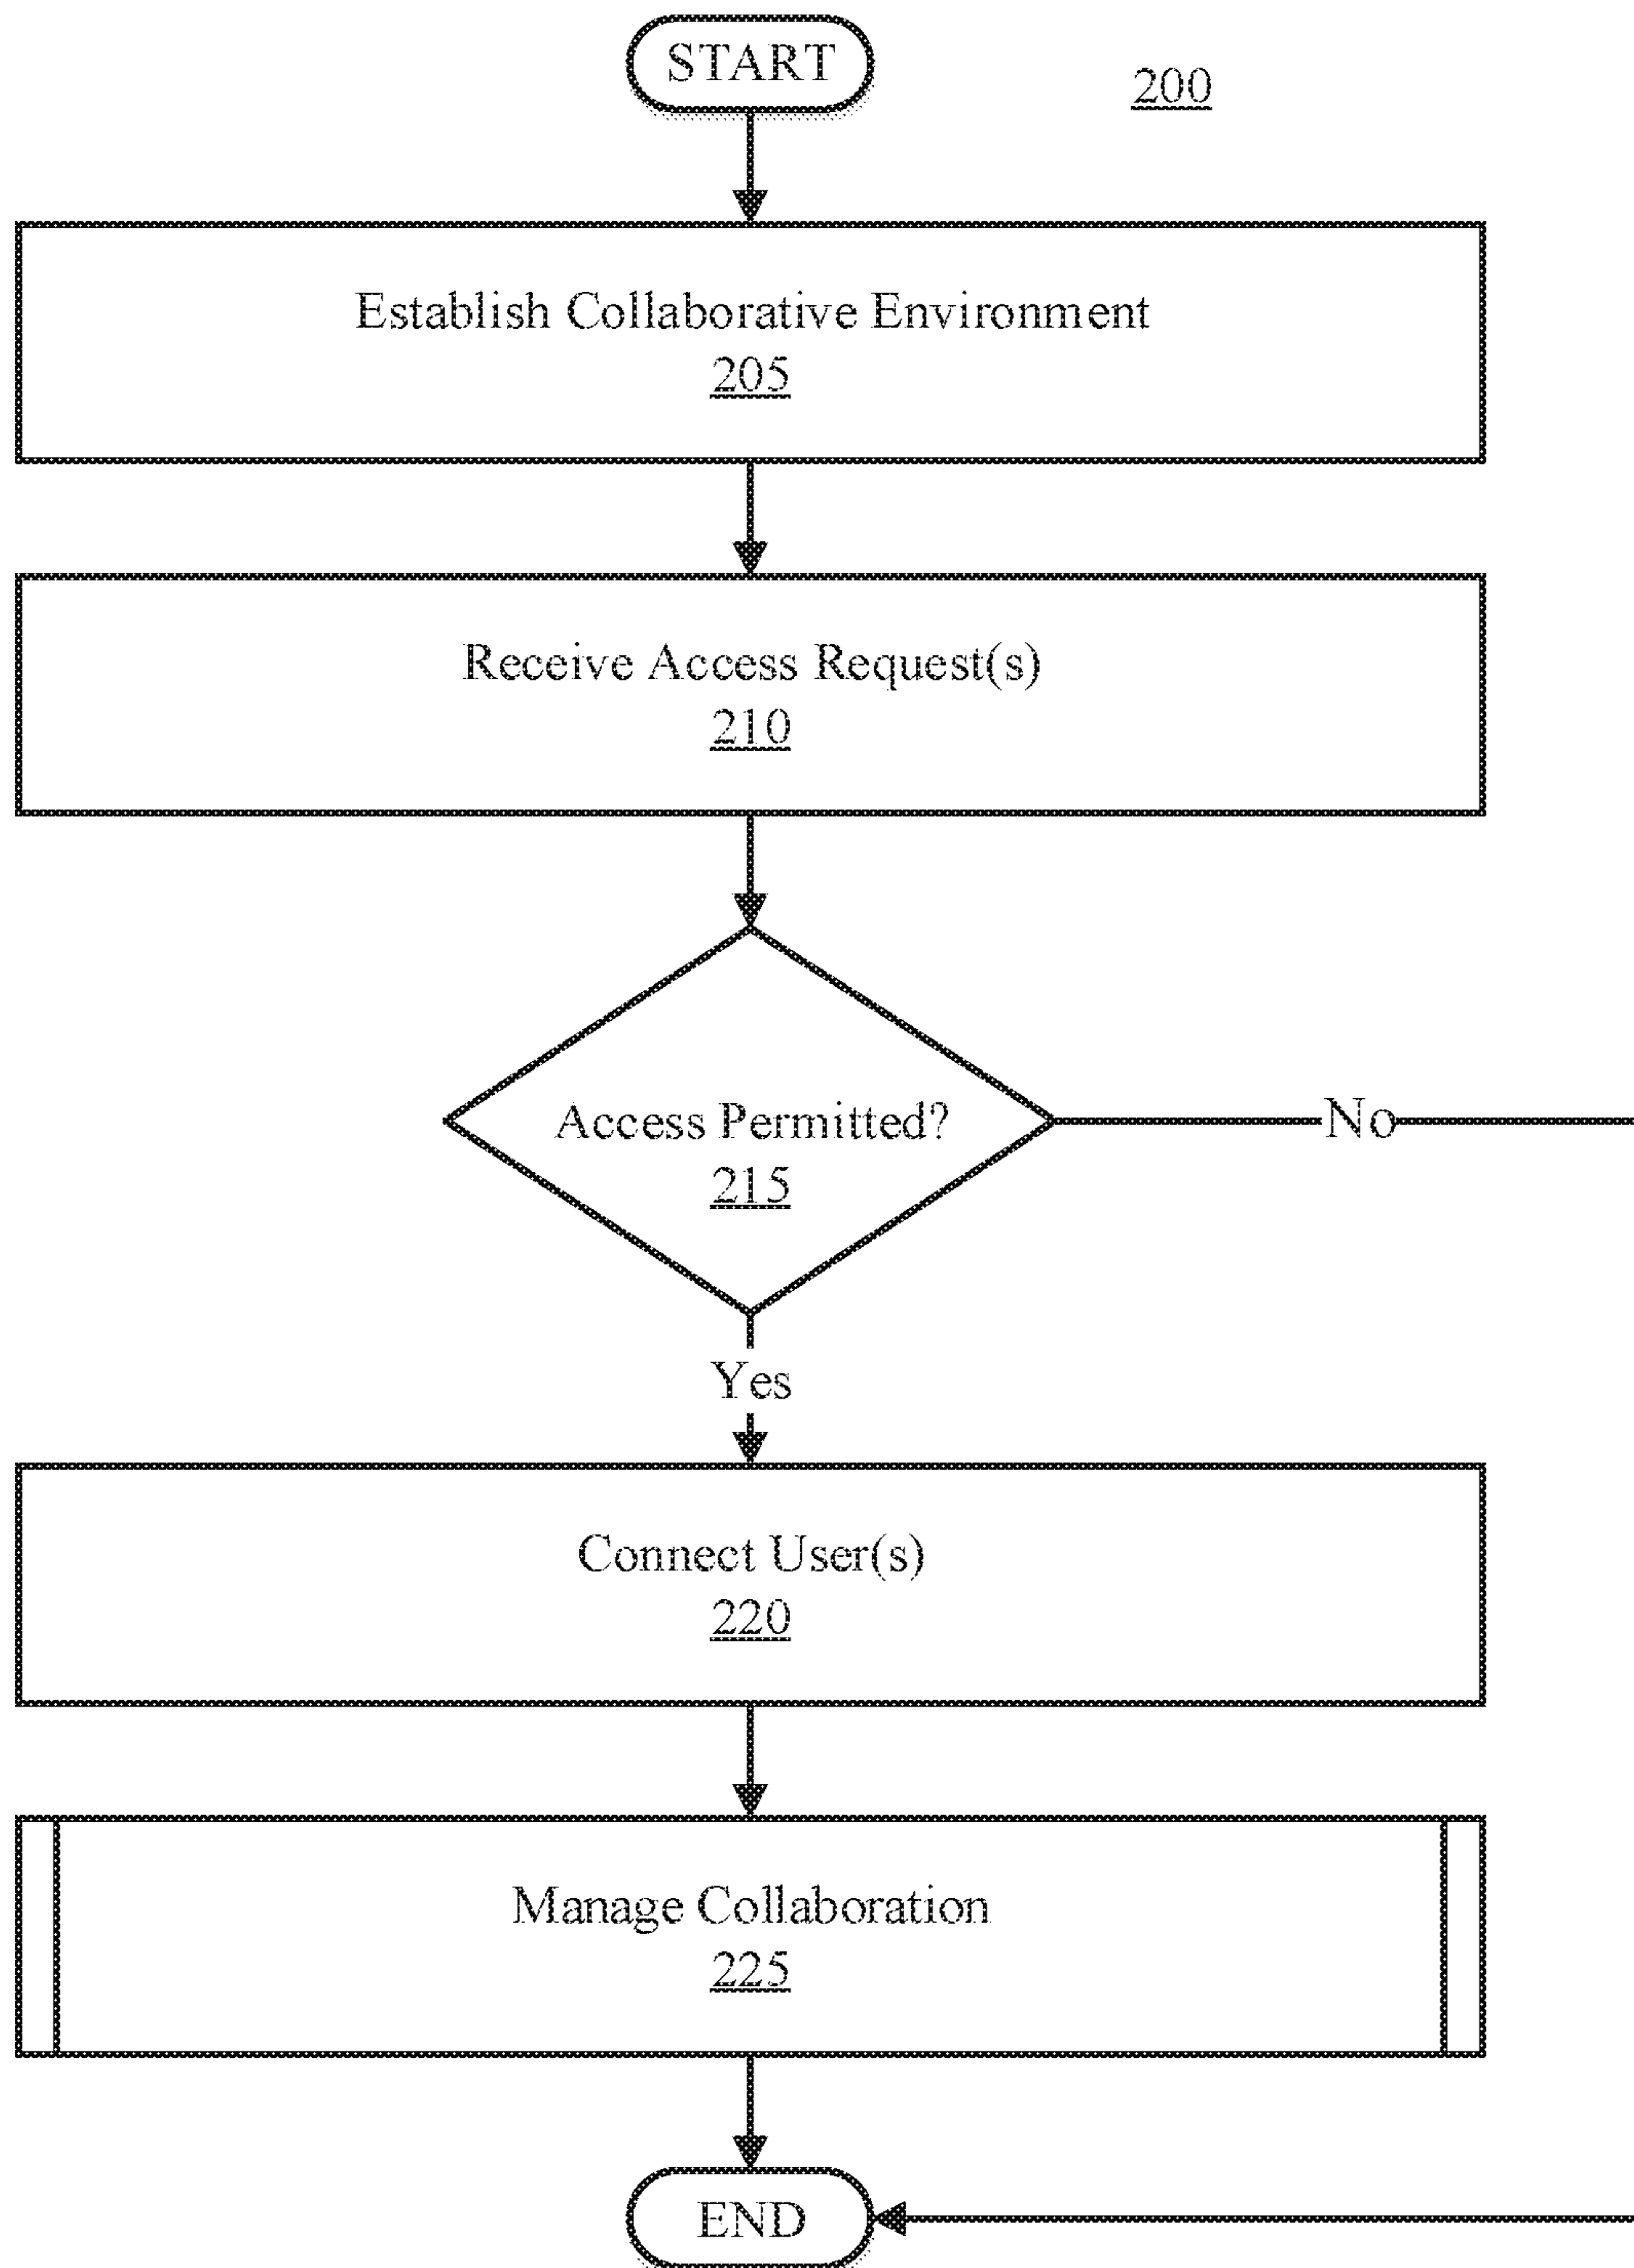 START
200
Establish Collaborative Environment
205
Receive Access Request(s)
210
Access Permitted?
215
No
Yes
Connect User(s)
220
Manage Collaboration
225
END